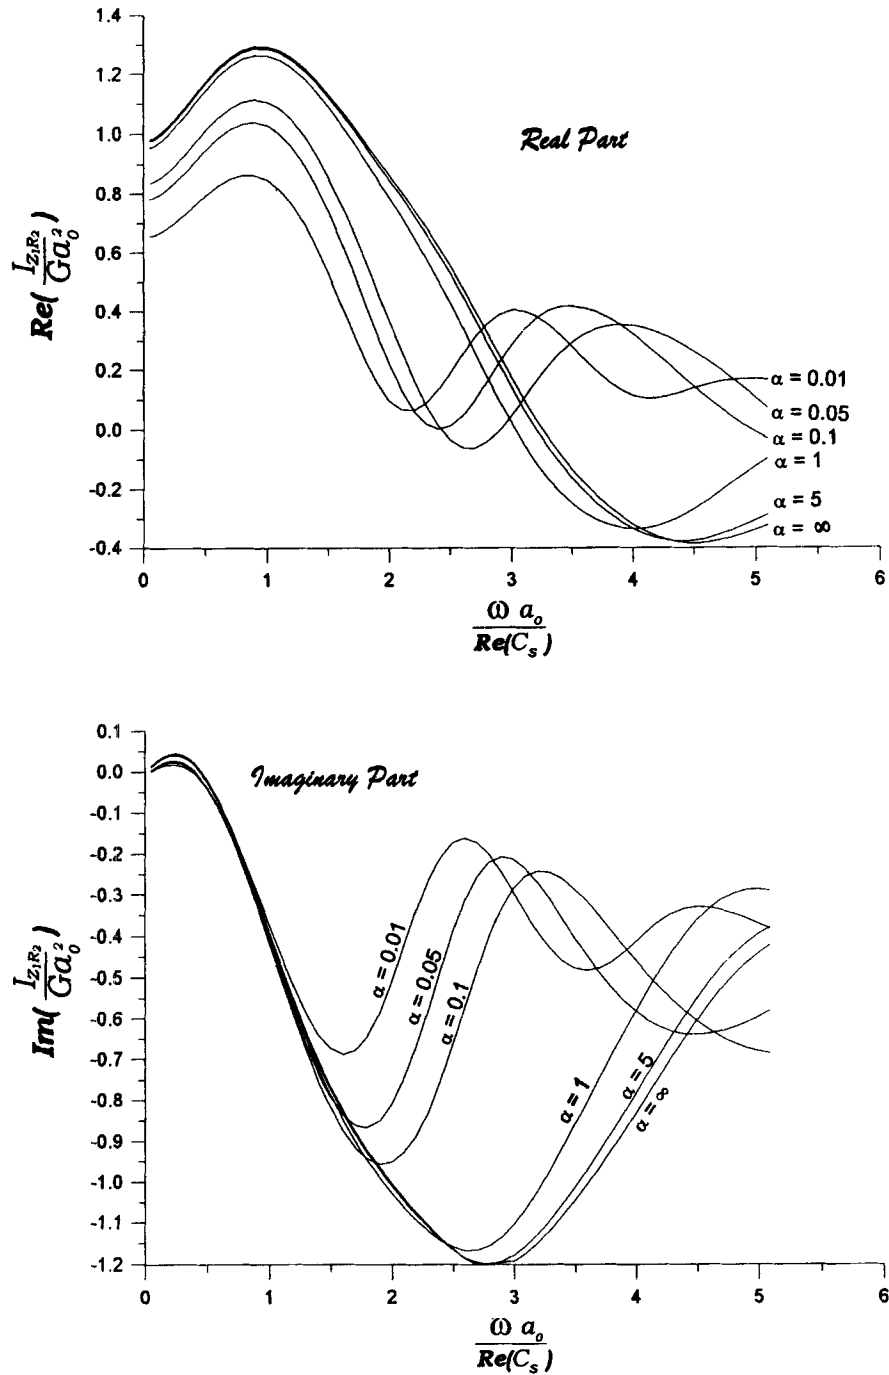 1.4
1.2
1.0
0.8
0.6
0.4
0.2
0.0
-0.2
-0.4
Re( I_{Z_1R_2} / Ga_o^2 )
Real Part
α = 0.01
α = 0.05
α = 0.1
α = 1
α = 5
α = ∞
0 1 2 3 4 5 6
ω a_o
Re(C_s)
0.1
0.0
-0.1
-0.2
-0.3
-0.4
-0.5
-0.6
-0.7
-0.8
-0.9
-1.0
-1.1
-1.2
Im( I_{Z_1R_2} / Ga_o^2 )
Imaginary Part
α = 0.01
α = 0.05
α = 0.1
α = 1
α = 5
α = ∞
0 1 2 3 4 5 6
ω a_o
Re(C_s)